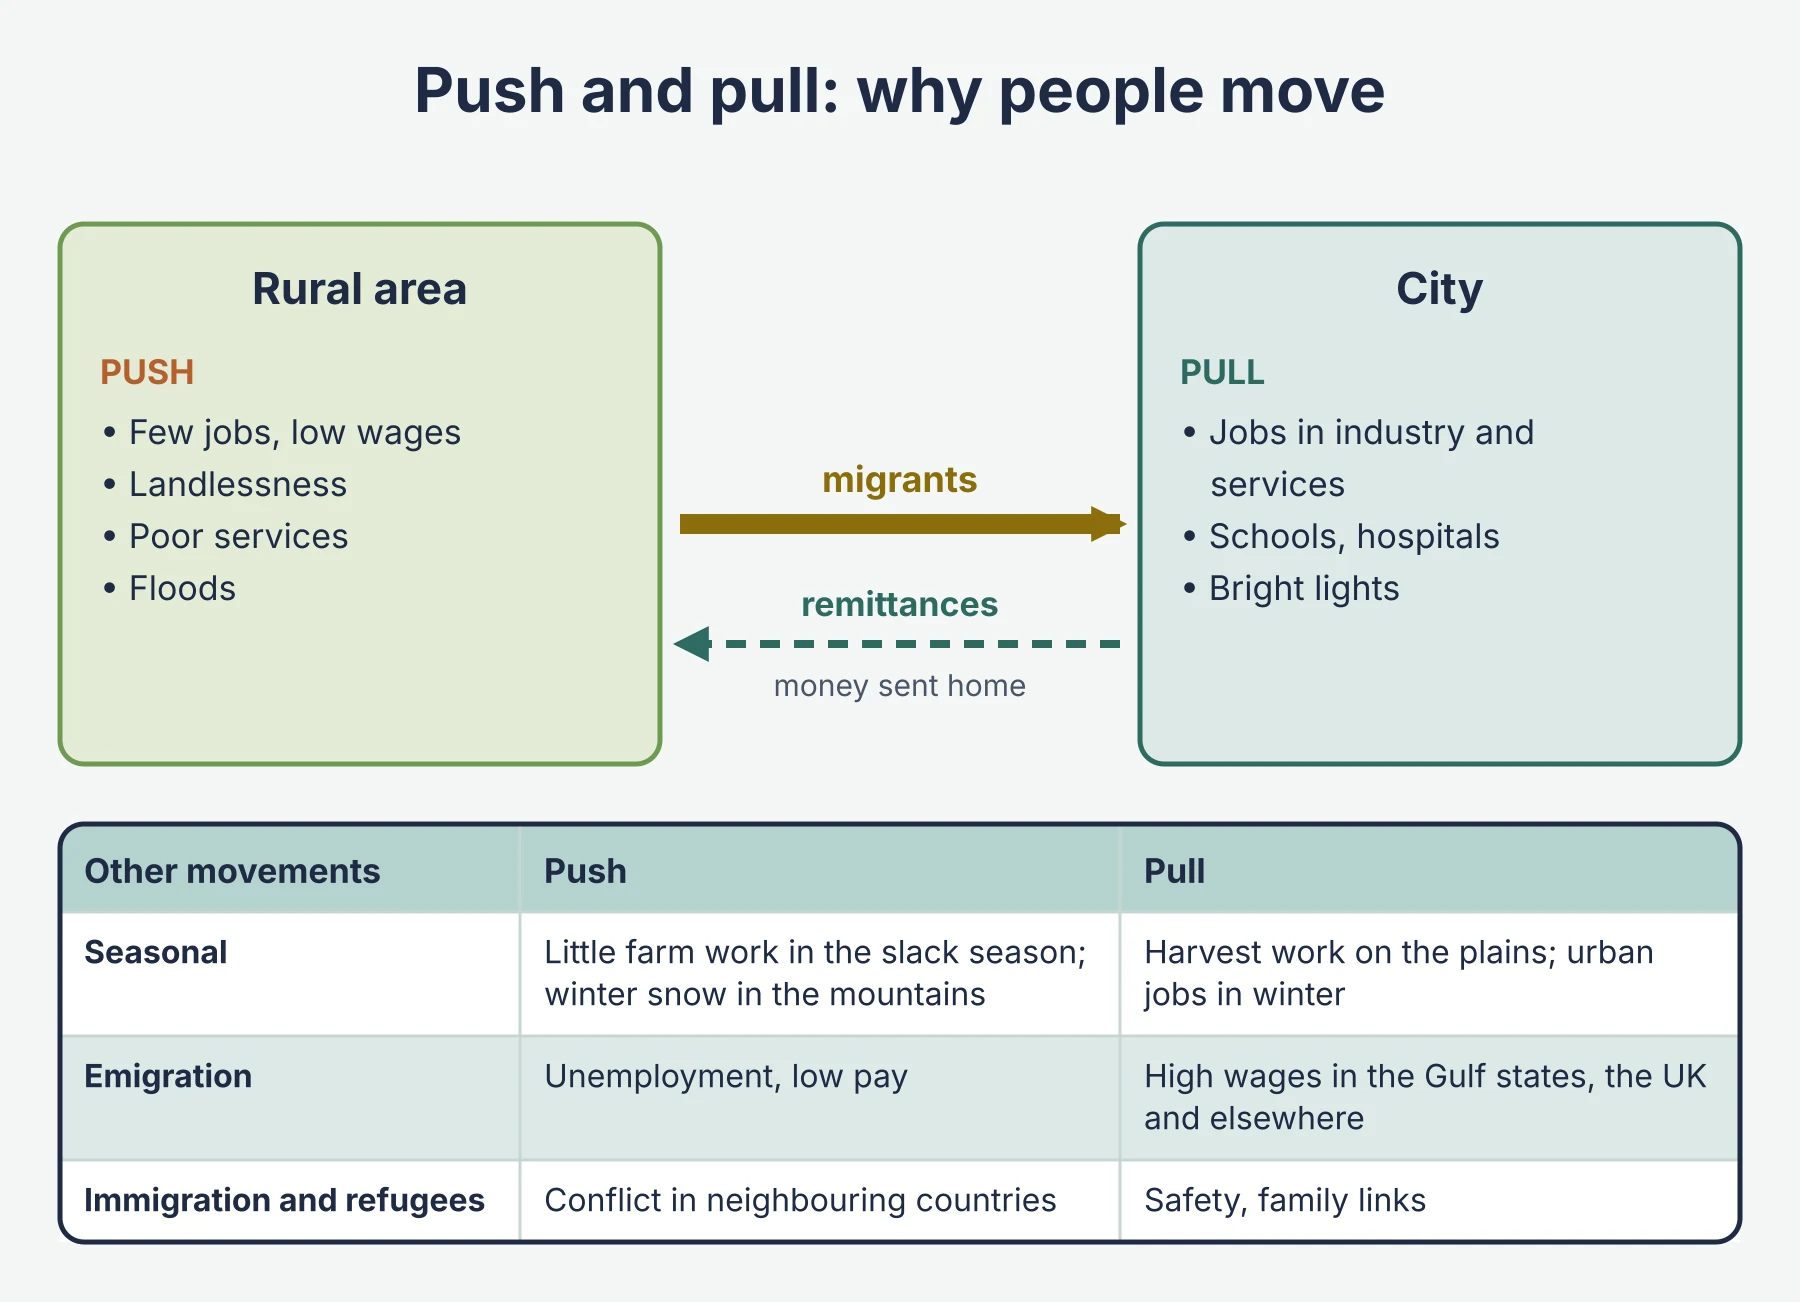 Push and pull: why people move
Rural area
PUSH
• Few jobs, low wages
• Landlessness
• Poor services
• Floods
migrants
remittances
money sent home
City
PULL
• Jobs in industry and
services
• Schools, hospitals
• Bright lights
Other movements
Push
Pull
Seasonal
Little farm work in the slack season;
winter snow in the mountains
Harvest work on the plains; urban
jobs in winter
Emigration
Unemployment, low pay
High wages in the Gulf states, the UK
and elsewhere
Immigration and refugees
Conflict in neighbouring countries
Safety, family links